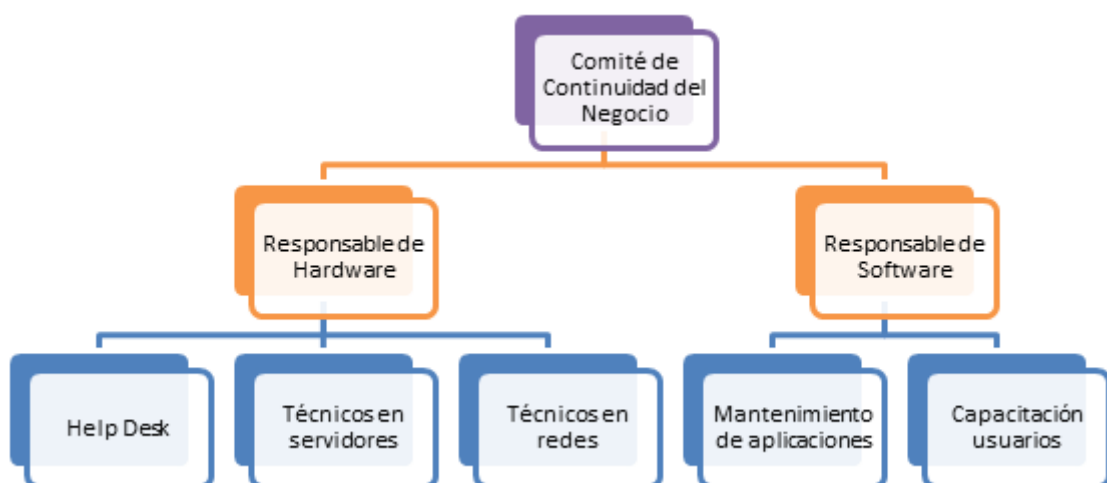 Comité de
Continuidad del
Negocio
Responsable de
Hardware
Responsable de
Software
Help Desk
Técnicos en
servidores
Técnicos en
redes
Mantenimiento
de aplicaciones
Capacitación
usuarios